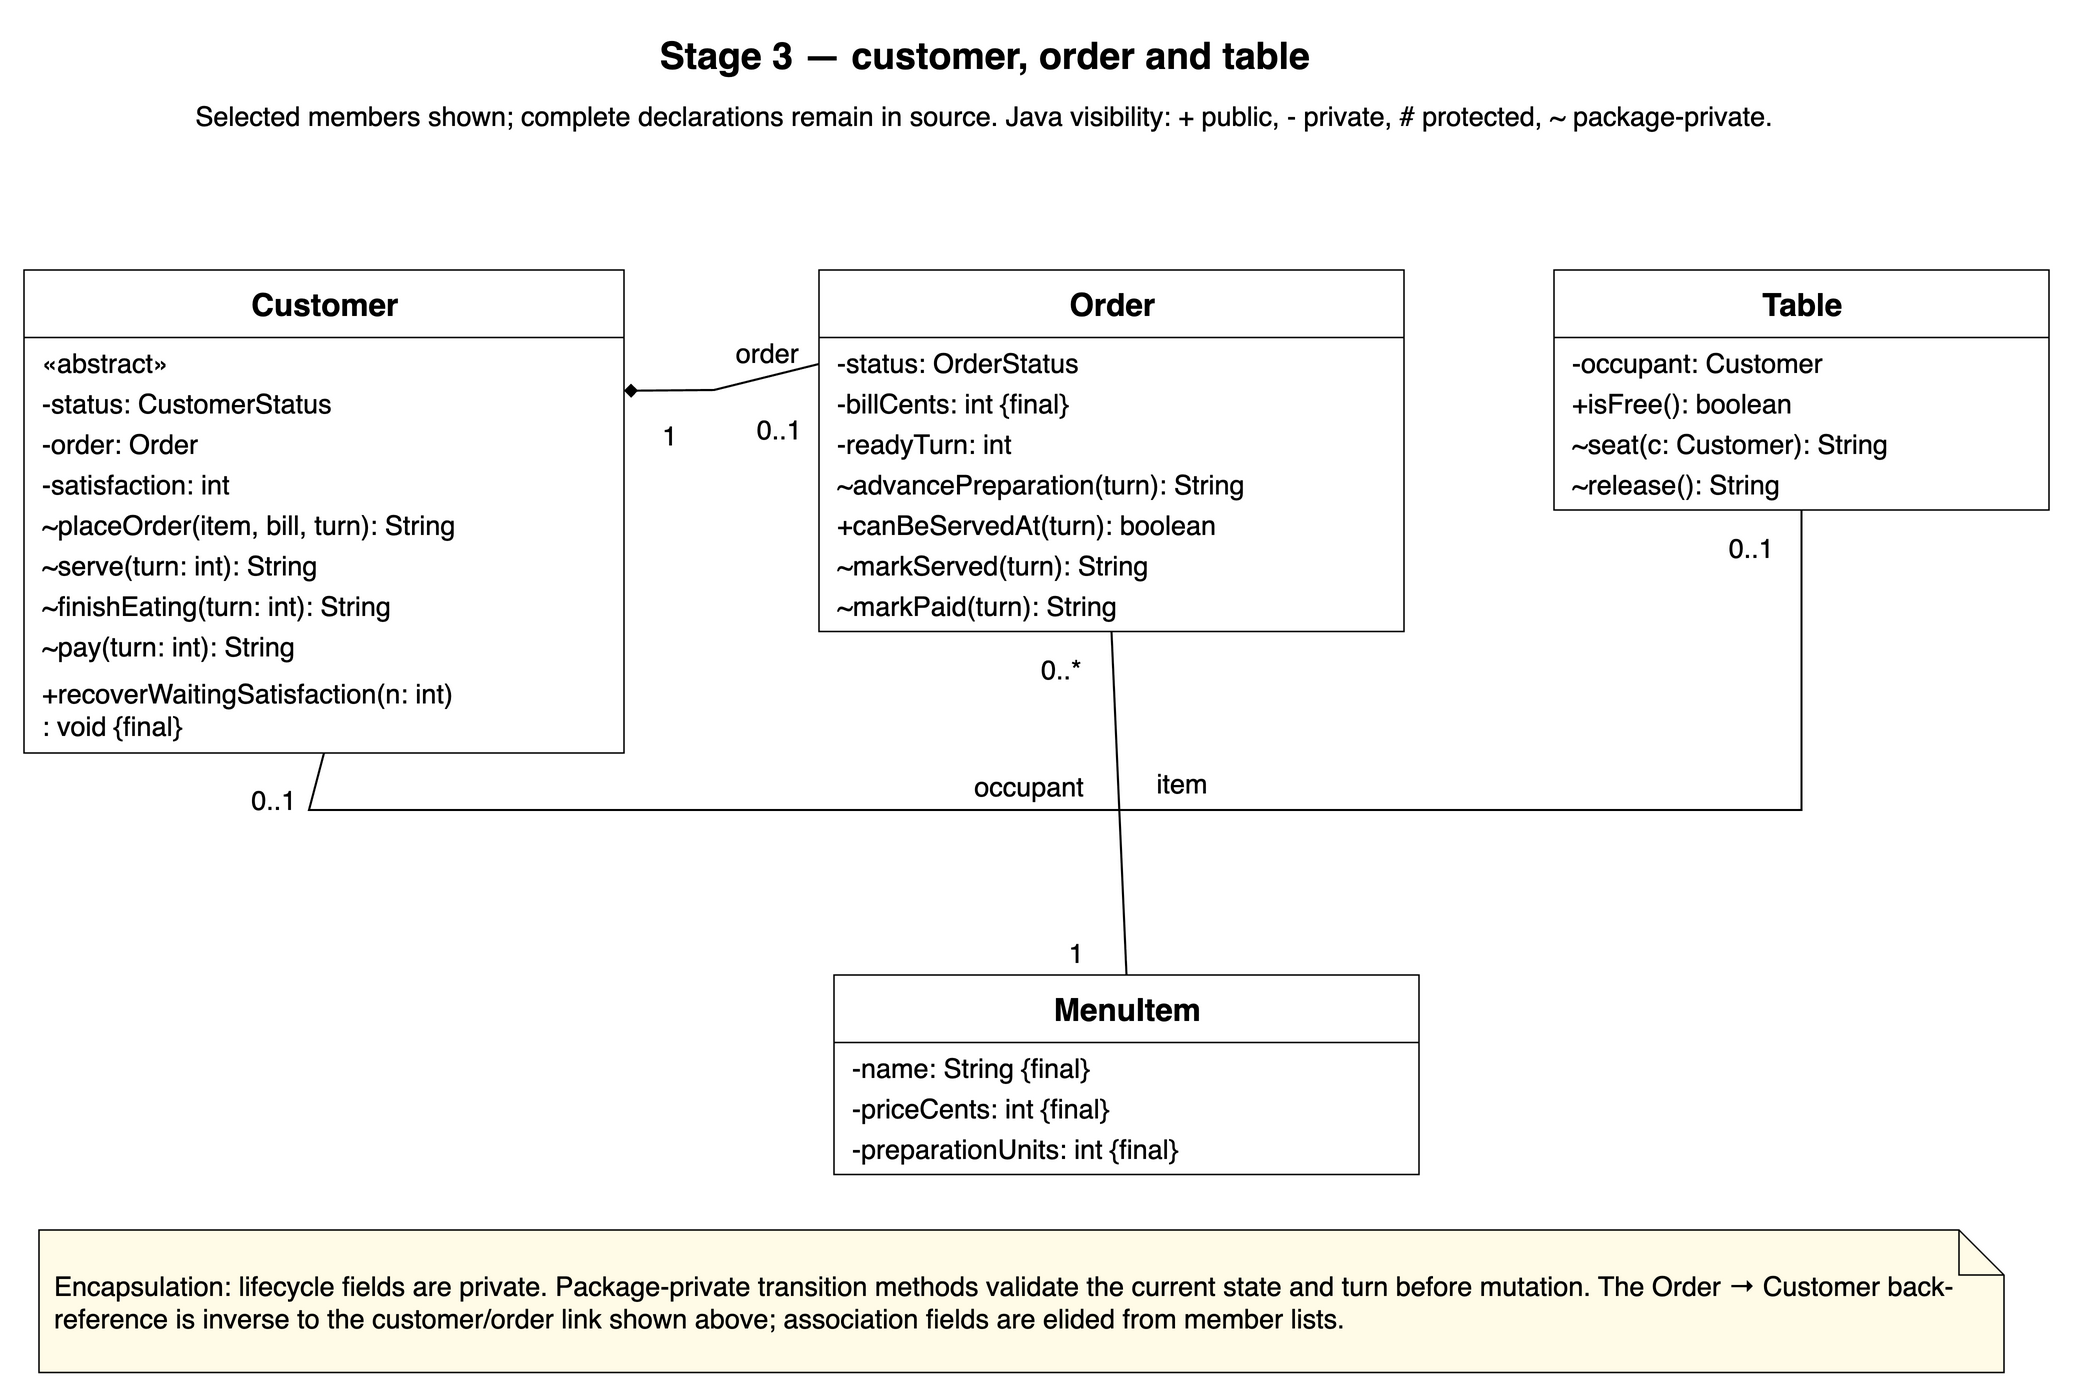 Stage 3 — customer, order and table
Selected members shown; complete declarations remain in source. Java visibility: + public, - private, # protected, ~ package-private.
Customer
«abstract»
-status: CustomerStatus
-order: Order
-satisfaction: int
~placeOrder(item, bill, turn): String
~serve(turn: int): String
~finishEating(turn: int): String
~pay(turn: int): String
+recoverWaitingSatisfaction(n: int)
: void {final}
order
1
0..1
Order
-status: OrderStatus
-billCents: int {final}
-readyTurn: int
~advancePreparation(turn): String
+canBeServedAt(turn): boolean
~markServed(turn): String
~markPaid(turn): String
Table
-occupant: Customer
+isFree(): boolean
~seat(c: Customer): String
~release(): String
0..1
0..*
0..1
occupant
item
1
MenuItem
-name: String {final}
-priceCents: int {final}
-preparationUnits: int {final}
Encapsulation: lifecycle fields are private. Package-private transition methods validate the current state and turn before mutation. The Order → Customer back-
reference is inverse to the customer/order link shown above; association fields are elided from member lists.